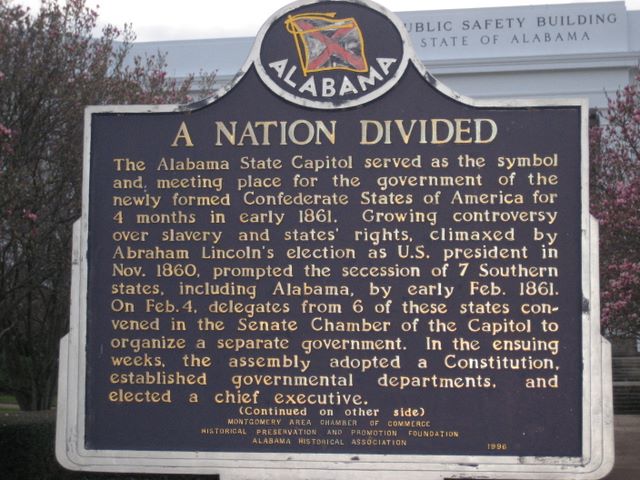 PUBLIC SAFETY BUILDING
STATE OF ALABAMA
ALABAMA
A NATION DIVIDED
The Alabama State Capitol served as the symbol
and meeting place for the government of the
newly formed Confederate States of America for
4 months in early 1861. Growing controversy
over slavery and states' rights, climaxed by
Abraham Lincoln's election as U.S. president in
Nov. 1860, prompted the secession of 7 Southern
states, including Alabama, by early Feb. 1861.
On Feb. 4, delegates from 6 of these states con-
vened in the Senate Chamber of the Capitol to
organize a separate government. In the ensuing
weeks, the assembly adopted a Constitution,
established governmental departments, and
elected a chief executive.
(Continued on other side)
MONTGOMERY AREA CHAMBER OF COMMERCE
HISTORICAL PRESERVATION AND PROMOTION FOUNDATION
ALABAMA HISTORICAL ASSOCIATION 1996